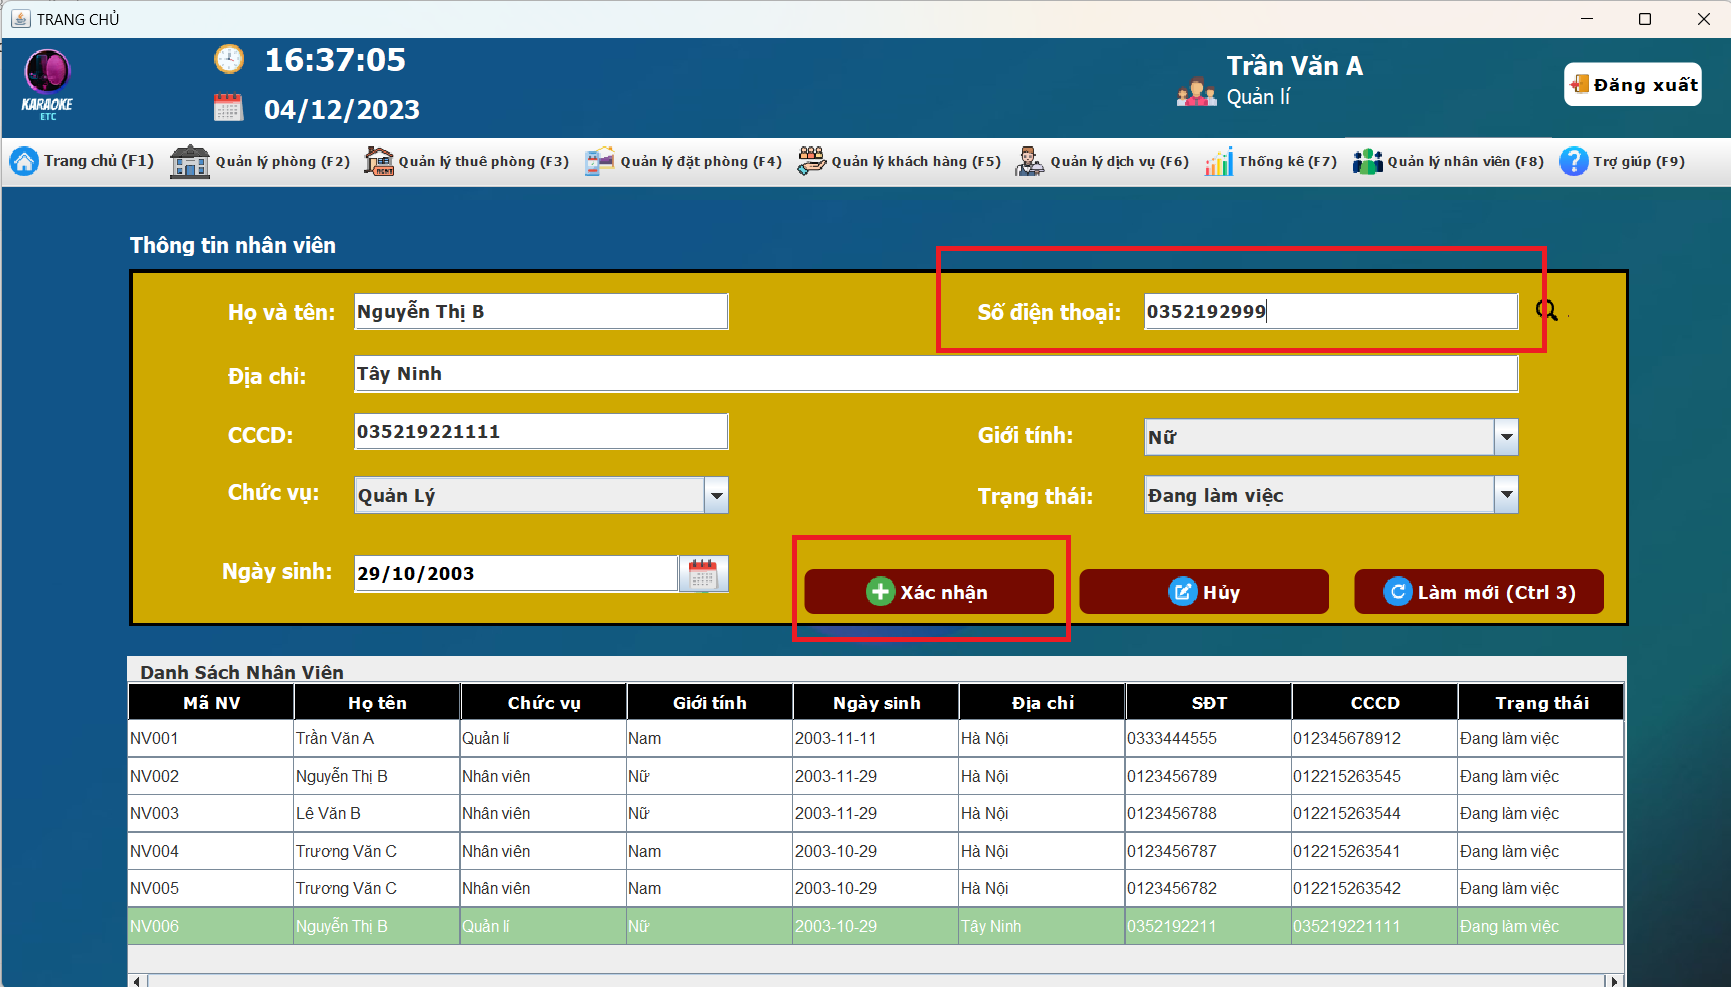 TRANG CHỦ
KARAOKE
ETC
16:37:05
04/12/2023
Trần Văn A
Quản lí
Đăng xuất
Trang chủ (F1) Quản lý phòng (F2) Quản lý thuê phòng (F3) Quản lý đặt phòng (F4) Quản lý khách hàng (F5) Quản lý dịch vụ (F6) Thống kê (F7) Quản lý nhân viên (F8) Trợ giúp (F9)
Thông tin nhân viên
Họ và tên: Nguyễn Thị B Số điện thoại: 0352192999
Địa chỉ: Tây Ninh
CCCD: 035219221111 Giới tính: Nữ
Chức vụ: Quản Lý Trạng thái: Đang làm việc
Ngày sinh: 29/10/2003 Xác nhận Hủy Làm mới (Ctrl 3)
Danh Sách Nhân Viên
Mã NV Họ tên Chức vụ Giới tính Ngày sinh Địa chỉ SĐT CCCD Trạng thái
NV001 Trần Văn A Quản lí Nam 2003-11-11 Hà Nội 0333444555 012345678912 Đang làm việc
NV002 Nguyễn Thị B Nhân viên Nữ 2003-11-29 Hà Nội 0123456789 012215263545 Đang làm việc
NV003 Lê Văn B Nhân viên Nữ 2003-11-29 Hà Nội 0123456788 012215263544 Đang làm việc
NV004 Trương Văn C Nhân viên Nam 2003-10-29 Hà Nội 0123456787 012215263541 Đang làm việc
NV005 Trương Văn C Nhân viên Nam 2003-10-29 Hà Nội 0123456782 012215263542 Đang làm việc
NV006 Nguyễn Thị B Quản lí Nữ 2003-10-29 Tây Ninh 0352192211 035219221111 Đang làm việc